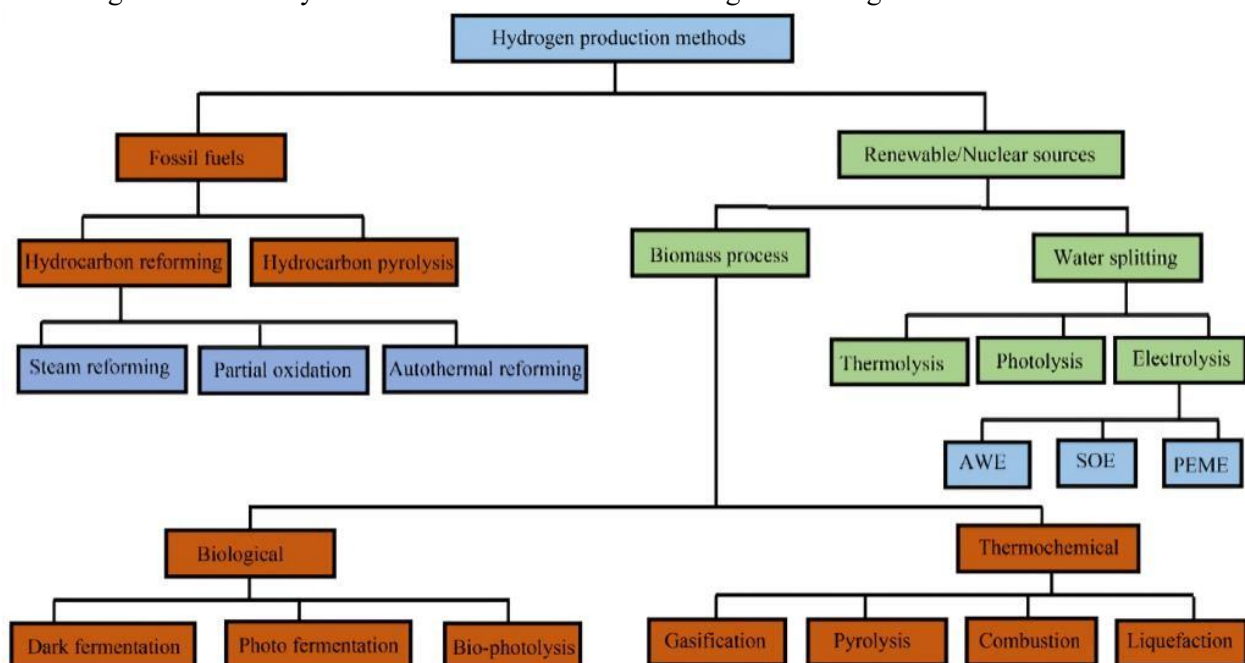 Hydrogen production methods
Fossil fuels
Renewable/Nuclear sources
Hydrocarbon reforming
Hydrocarbon pyrolysis
Biomass process
Water splitting
Steam reforming
Partial oxidation
Autothermal reforming
Thermolysis
Photolysis
Electrolysis
AWE
SOE
PEME
Biological
Thermochemical
Dark fermentation
Photo fermentation
Bio-photolysis
Gasification
Pyrolysis
Combustion
Liquefaction